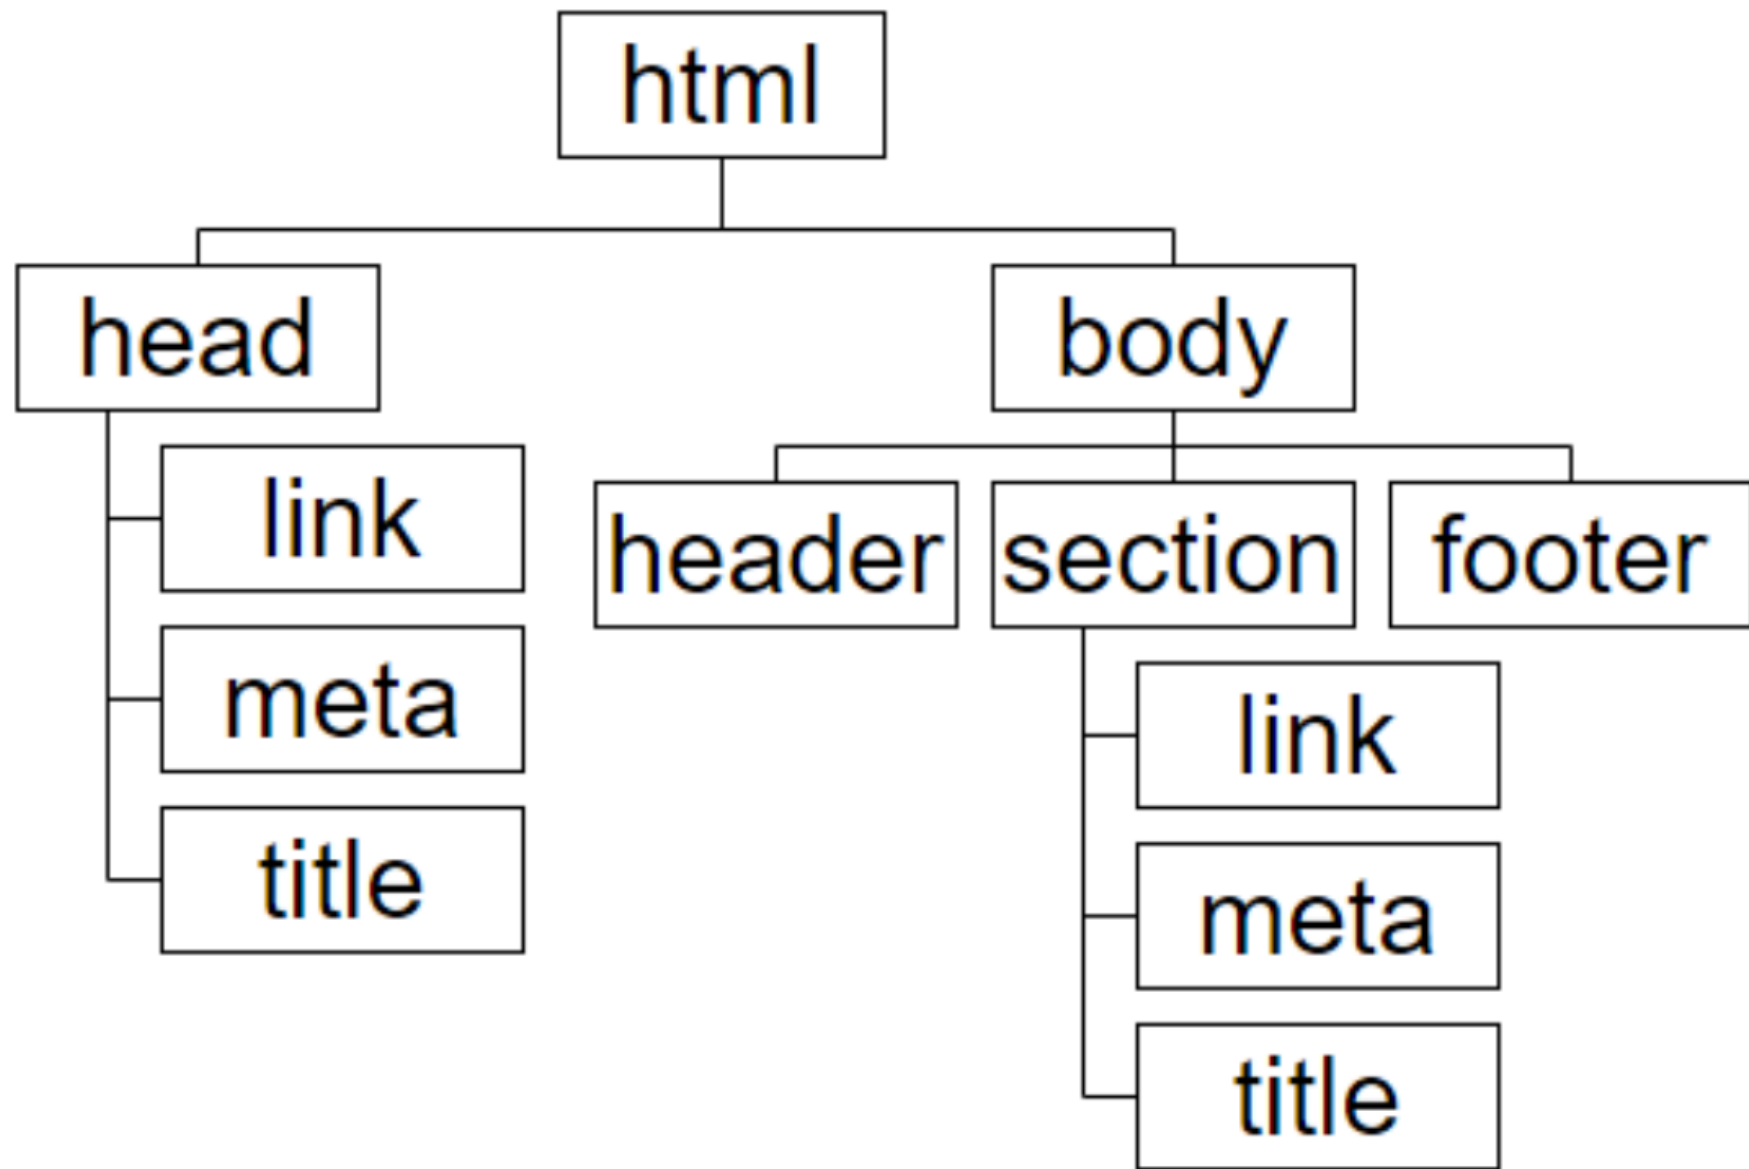 html
head
body
link
meta
title
header
section
footer
link
meta
title